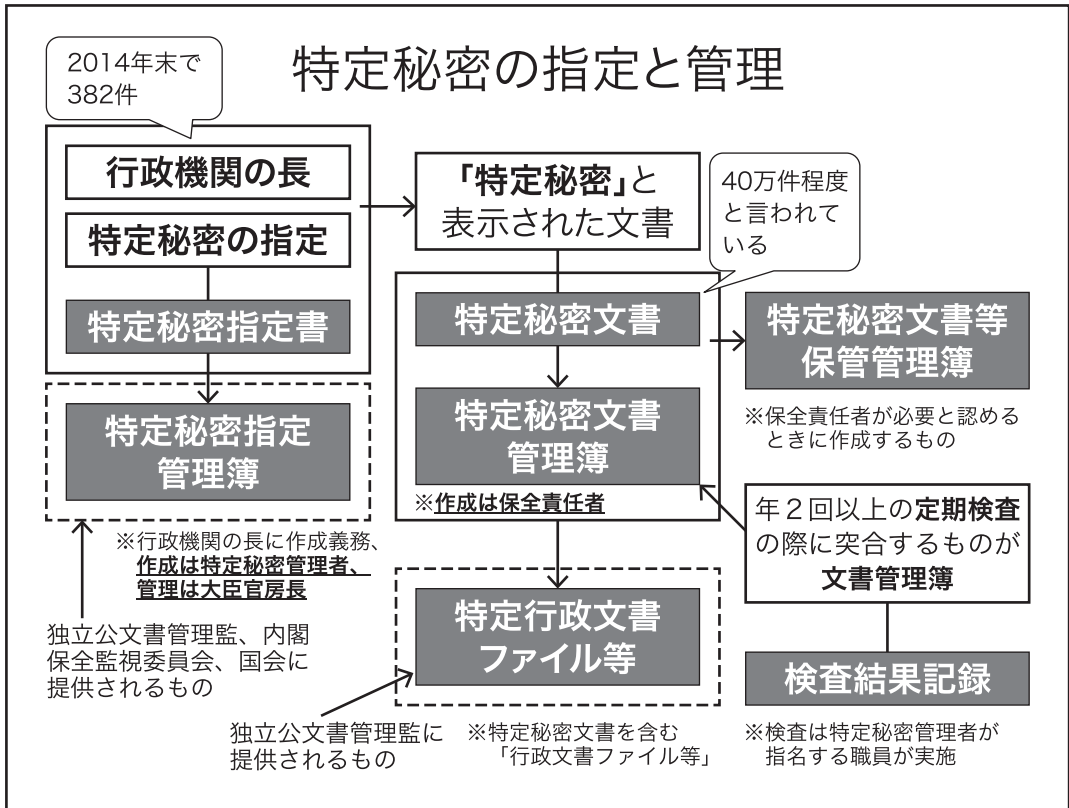 特定秘密の指定と管理
2014年末で
382件
行政機関の長
特定秘密の指定
特定秘密指定書
特定秘密指定
管理簿
※行政機関の長に作成義務、
作成は特定秘密管理者、
管理は大臣官房長
独立公文書管理監、内閣
保全監視委員会、国会に
提供されるもの
「特定秘密」と
表示された文書
40万件程度
と言われて
いる
特定秘密文書
特定秘密文書
管理簿
※作成は保全責任者
特定行政文書
ファイル等
独立公文書管理監に
提供されるもの
※特定秘密文書を含む
「行政文書ファイル等」
特定秘密文書等
保管管理簿
※保全責任者が必要と認める
ときに作成するもの
年２回以上の定期検査
の際に突合するものが
文書管理簿
検査結果記録
※検査は特定秘密管理者が
指名する職員が実施